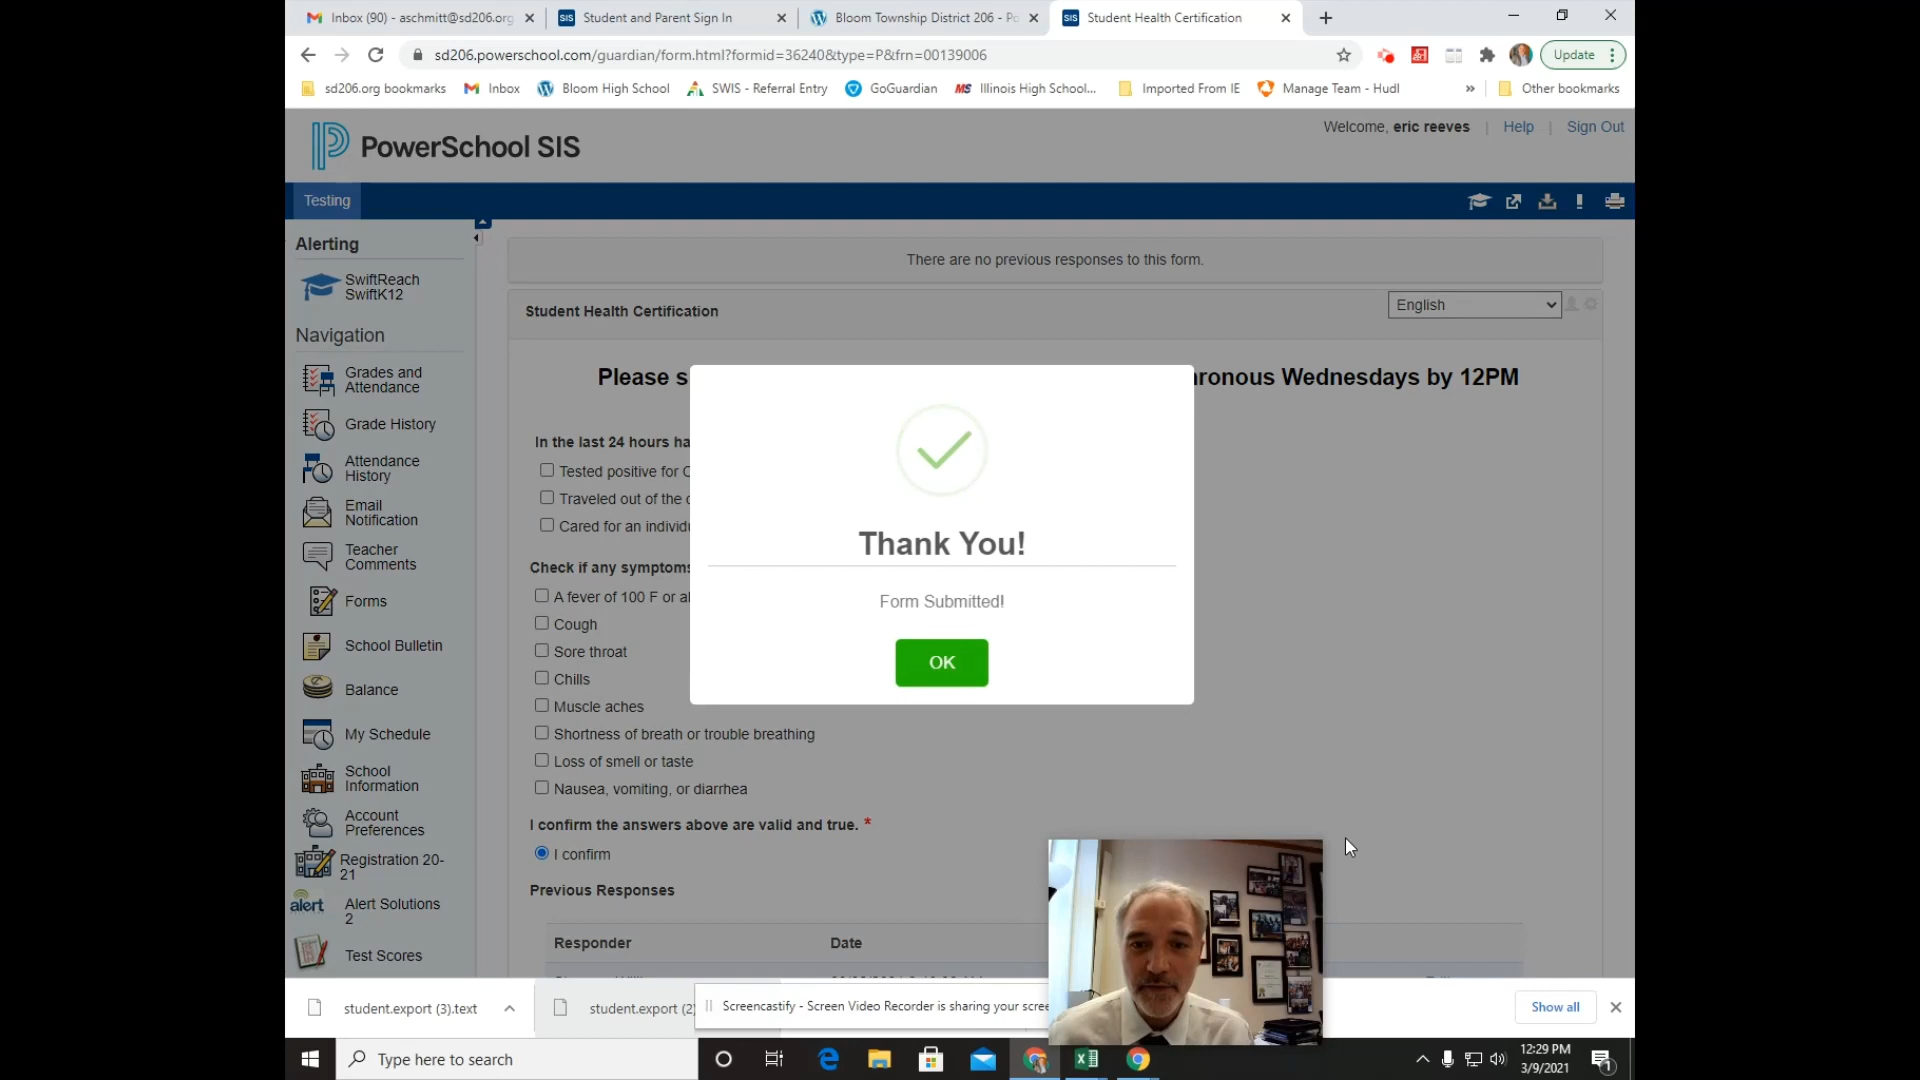 Inbox (90) - aschmitt@sd206.org
Student and Parent Sign In
Bloom Township District 206 - Po
Student Health Certification
sd206.powerschool.com/guardian/form.html?formid=36240&type=P&frn=00139006
Update
sd206.org bookmarks
Inbox
Bloom High School
SWIS - Referral Entry
GoGuardian
MS Illinois High School...
Imported From IE
Manage Team - Hudl
»
Other bookmarks
PowerSchool SIS
Welcome, eric reeves | Help | Sign Out
Testing
Alerting
SwiftReach
SwiftK12
Navigation
Grades and
Attendance
Grade History
Attendance
History
Email
Notification
Teacher
Comments
Forms
School Bulletin
Balance
My Schedule
School
Information
Account
Preferences
Registration 20-
21
alert
Alert Solutions
2
Test Scores
There are no previous responses to this form.
Student Health Certification
English
Please s
hronous Wednesdays by 12PM
In the last 24 hours ha
Tested positive for C
Traveled out of the c
Cared for an individu
Check if any symptoms
A fever of 100 F or al
Cough
Sore throat
Chills
Muscle aches
Shortness of breath or trouble breathing
Loss of smell or taste
Nausea, vomiting, or diarrhea
I confirm the answers above are valid and true. *
I confirm
Previous Responses
Responder
Date
Thank You!
Form Submitted!
OK
student.export (3).text
student.export (2)
Screencastify - Screen Video Recorder is sharing your scree
Show all
Type here to search
12:29 PM
3/9/2021
1